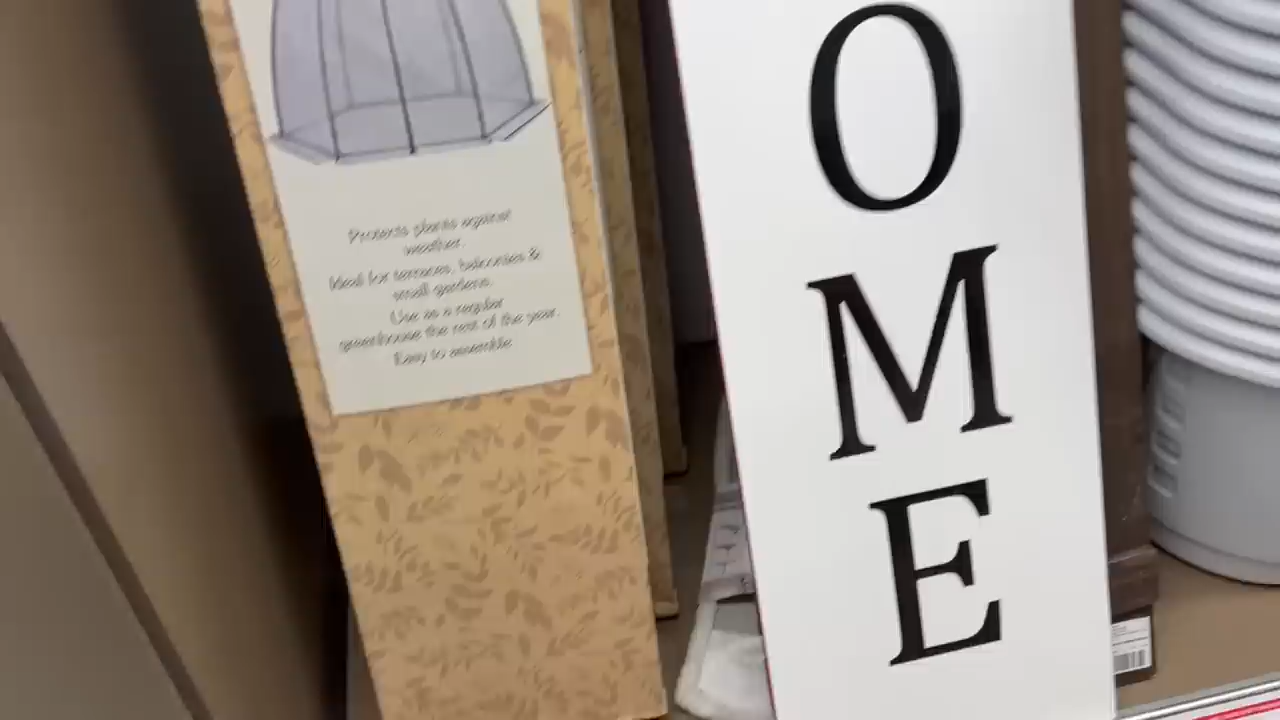 Protects plants against
weather.
Ideal for terraces, balconies &
small gardens.
Use as a regular
greenhouse the rest of the year.
Easy to assemble
O
M
E